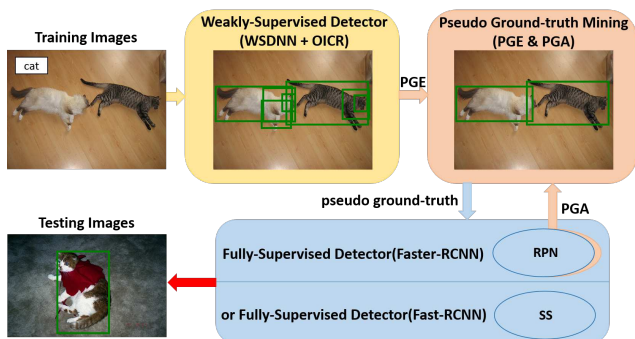 Training Images
cat
Weakly-Supervised Detector
(WSDNN + OICR)
PGE
Pseudo Ground-truth Mining
(PGE & PGA)
pseudo ground-truth
PGA
Testing Images
Fully-Supervised Detector(Faster-RCNN)
RPN
or Fully-Supervised Detector(Fast-RCNN)
SS